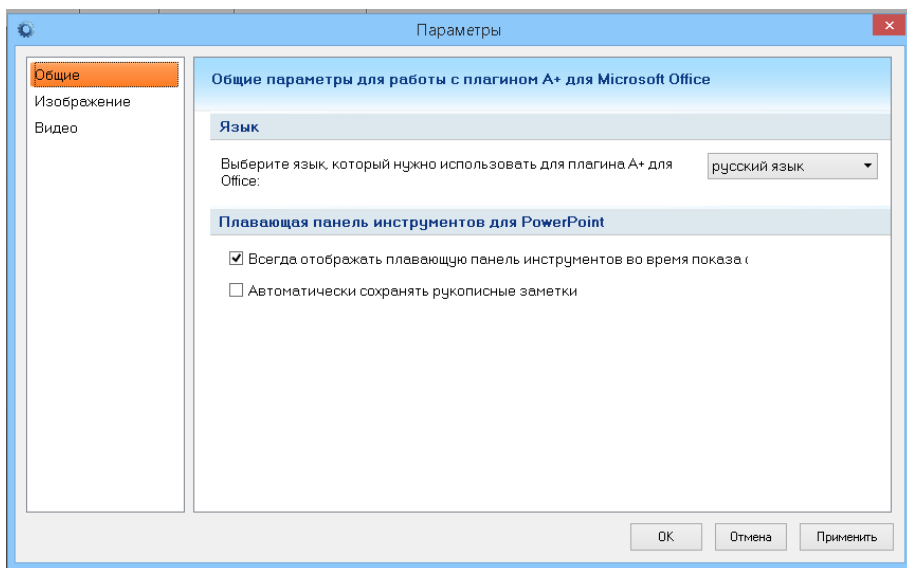 Параметры
Общие
Изображение
Видео
Общие параметры для работы с плагином A+ для Microsoft Office
Язык
Выберите язык, который нужно использовать для плагина A+ для
Office:
русский язык
Плавающая панель инструментов для PowerPoint
Всегда отображать плавающую панель инструментов во время показа
Автоматически сохранять рукописные заметки
ОК
Отмена
Применить